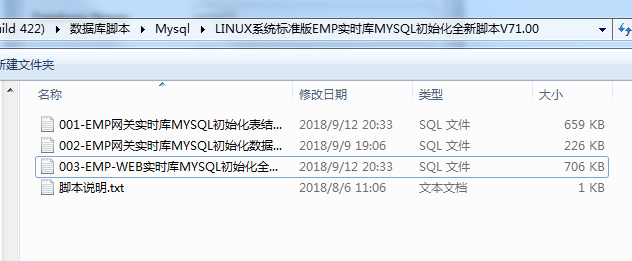 ild 422) ▸ 数据库脚本 ▸ Mysql ▸ LINUX系统标准版EMP实时库MYSQL初始化全新脚本V71.00
新建文件夹
名称 修改日期 类型 大小
001-EMP网关实时库MYSQL初始化表结... 2018/9/12 20:33 SQL 文件 659 KB
002-EMP网关实时库MYSQL初始化数据... 2018/9/9 19:06 SQL 文件 226 KB
003-EMP-WEB实时库MYSQL初始化全... 2018/9/12 20:33 SQL 文件 706 KB
脚本说明.txt 2018/8/6 11:06 文本文档 1 KB